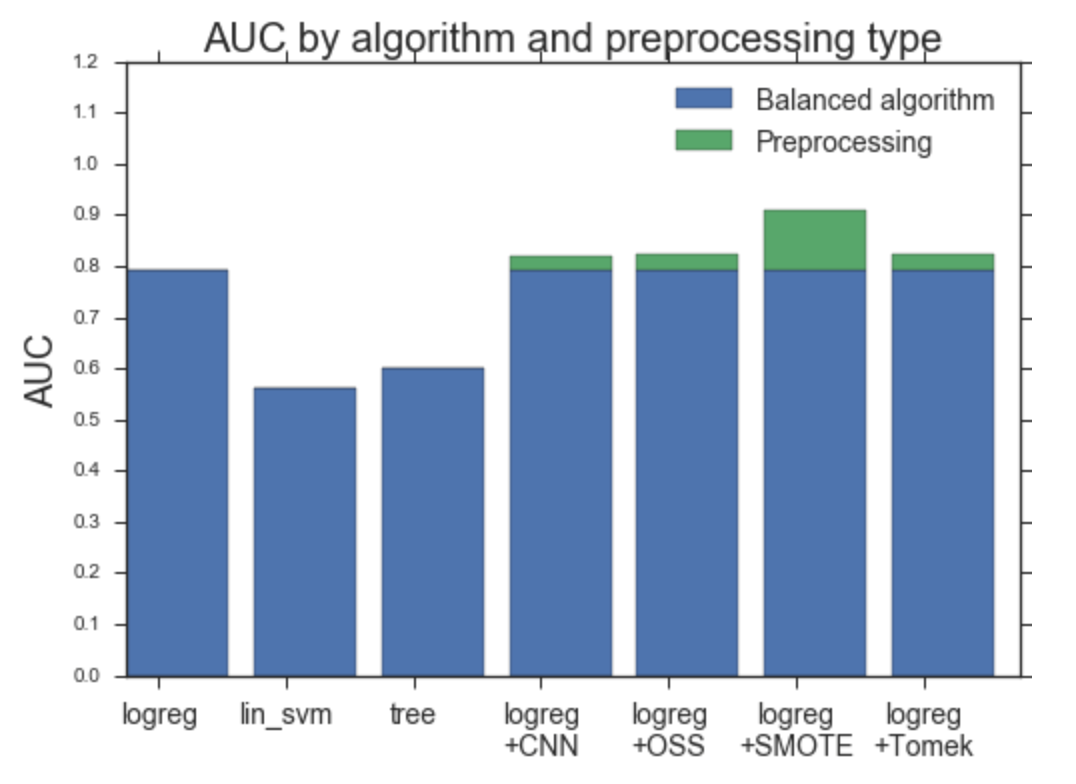 AUC by algorithm and preprocessing type
1.2
1.1
1.0
0.9
0.8
0.7
0.6
0.5
0.4
0.3
0.2
0.1
0.0
AUC
Balanced algorithm
Preprocessing
logreg lin_svm tree logreg logreg logreg logreg
+CNN +OSS +SMOTE +Tomek